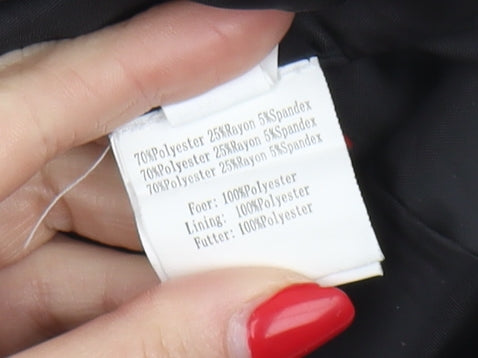 70%Polyester 25%Rayon 5%Spandex
70%Polyester 25%Rayon 5%Spandex
70%Polyester 25%Rayon 5%Spandex
Foer: 100%Polyester
Lining: 100%Polyester
Futter: 100%Polyester